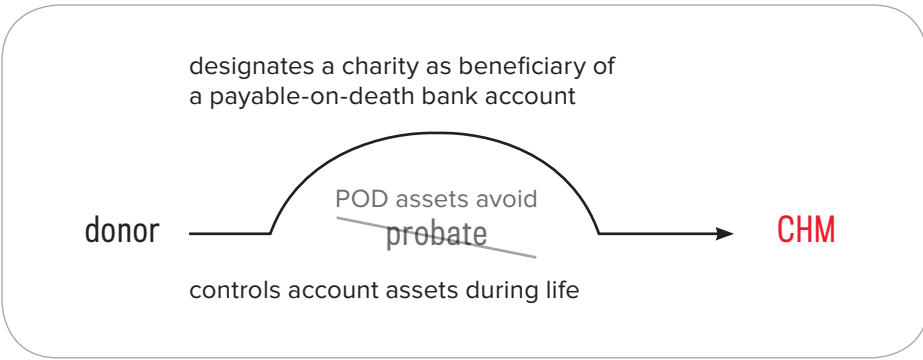 designates a charity as beneficiary of
a payable-on-death bank account
POD assets avoid
probate
donor
CHM
controls account assets during life